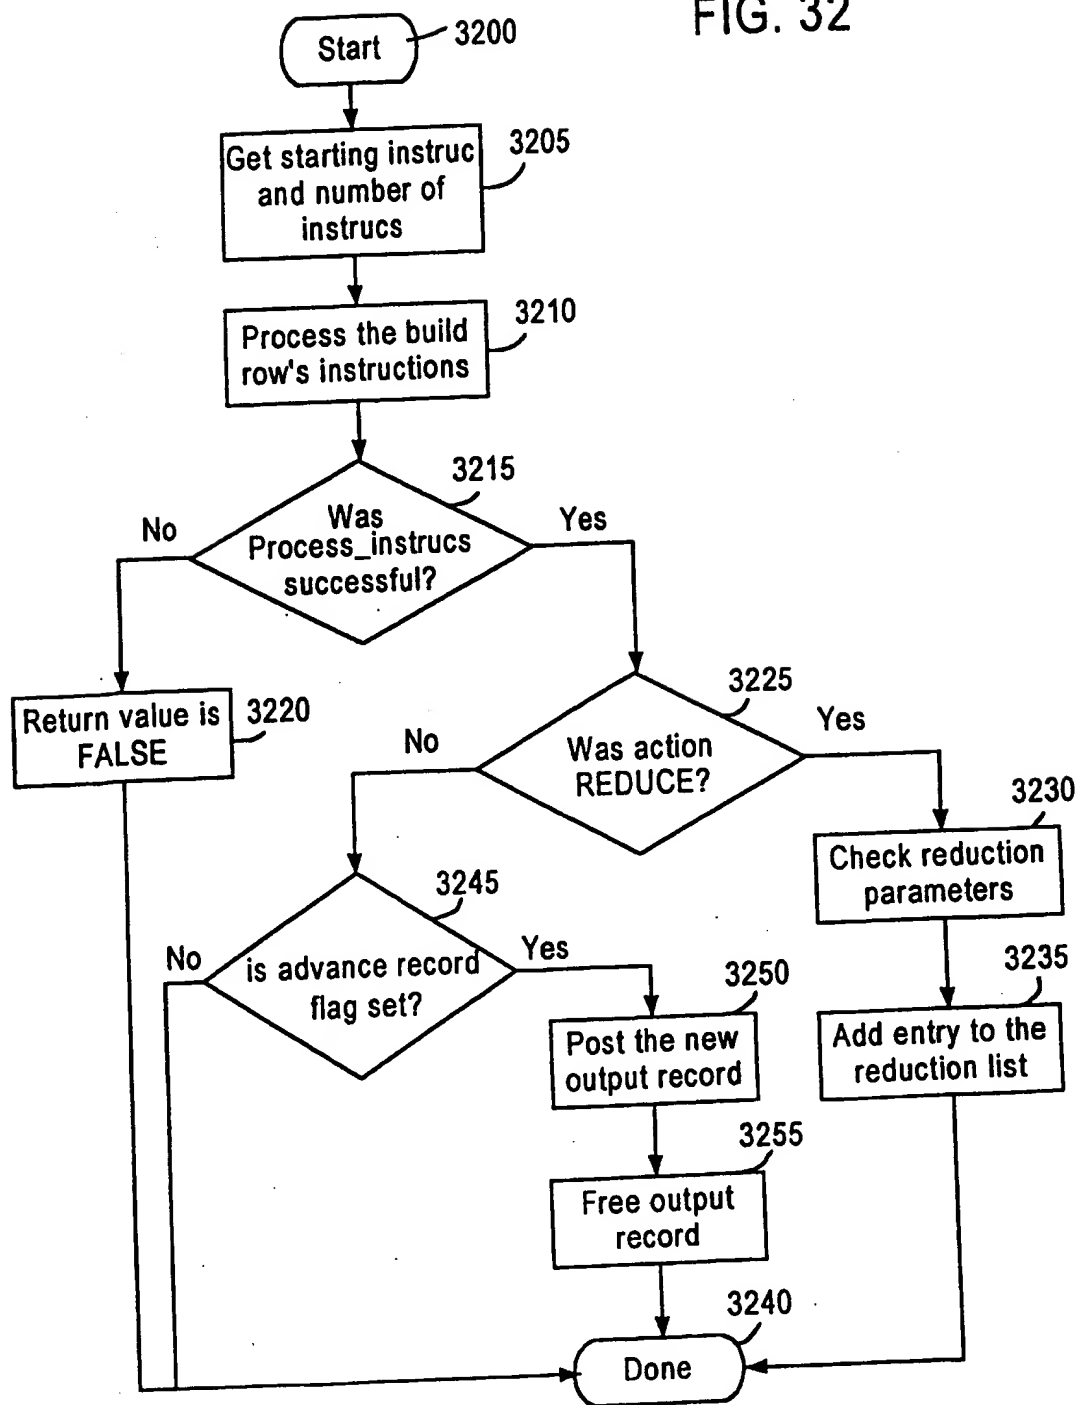 FIG. 32
Start
3200
Get starting instruc
and number of
instrucs
3205
Process the build
row's instructions
3210
Was
Process_instrucs
successful?
3215
No
Yes
Return value is
FALSE
3220
Was action
REDUCE?
3225
No
Yes
Check reduction
parameters
3230
Add entry to the
reduction list
3235
is advance record
flag set?
3245
No
Yes
Post the new
output record
3250
Free output
record
3255
Done
3240